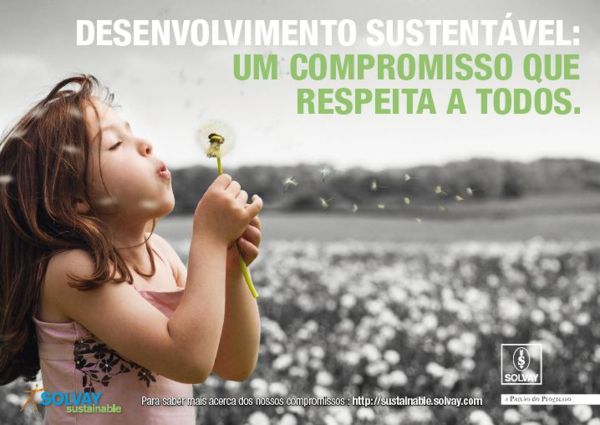 DESENVOLVIMENTO SUSTENTÁVEL:
UM COMPROMISSO QUE
RESPEITA A TODOS.
SOLVAY
a Paixão do Progresso
SOLVAY
sustainable
Para saber mais acerca dos nossos compromissos : http://sustainable.solvay.com